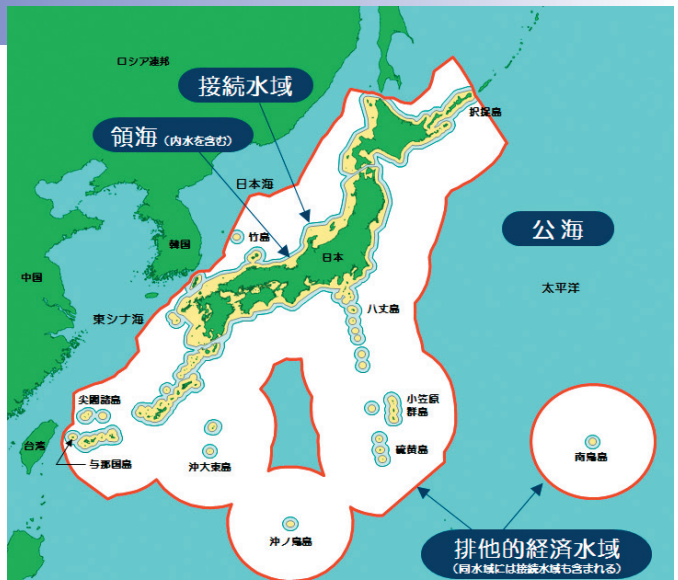 ロシア連邦
接続水域
択捉島
領海（内水を含む）
日本海
竹島
公海
韓国
日本
中国
太平洋
東シナ海
八丈島
尖閣諸島
小笠原
群島
台湾
硫黄島
与那国島
沖大東島
南鳥島
沖ノ鳥島
排他的経済水域
（同水域には接続水域も含まれる）